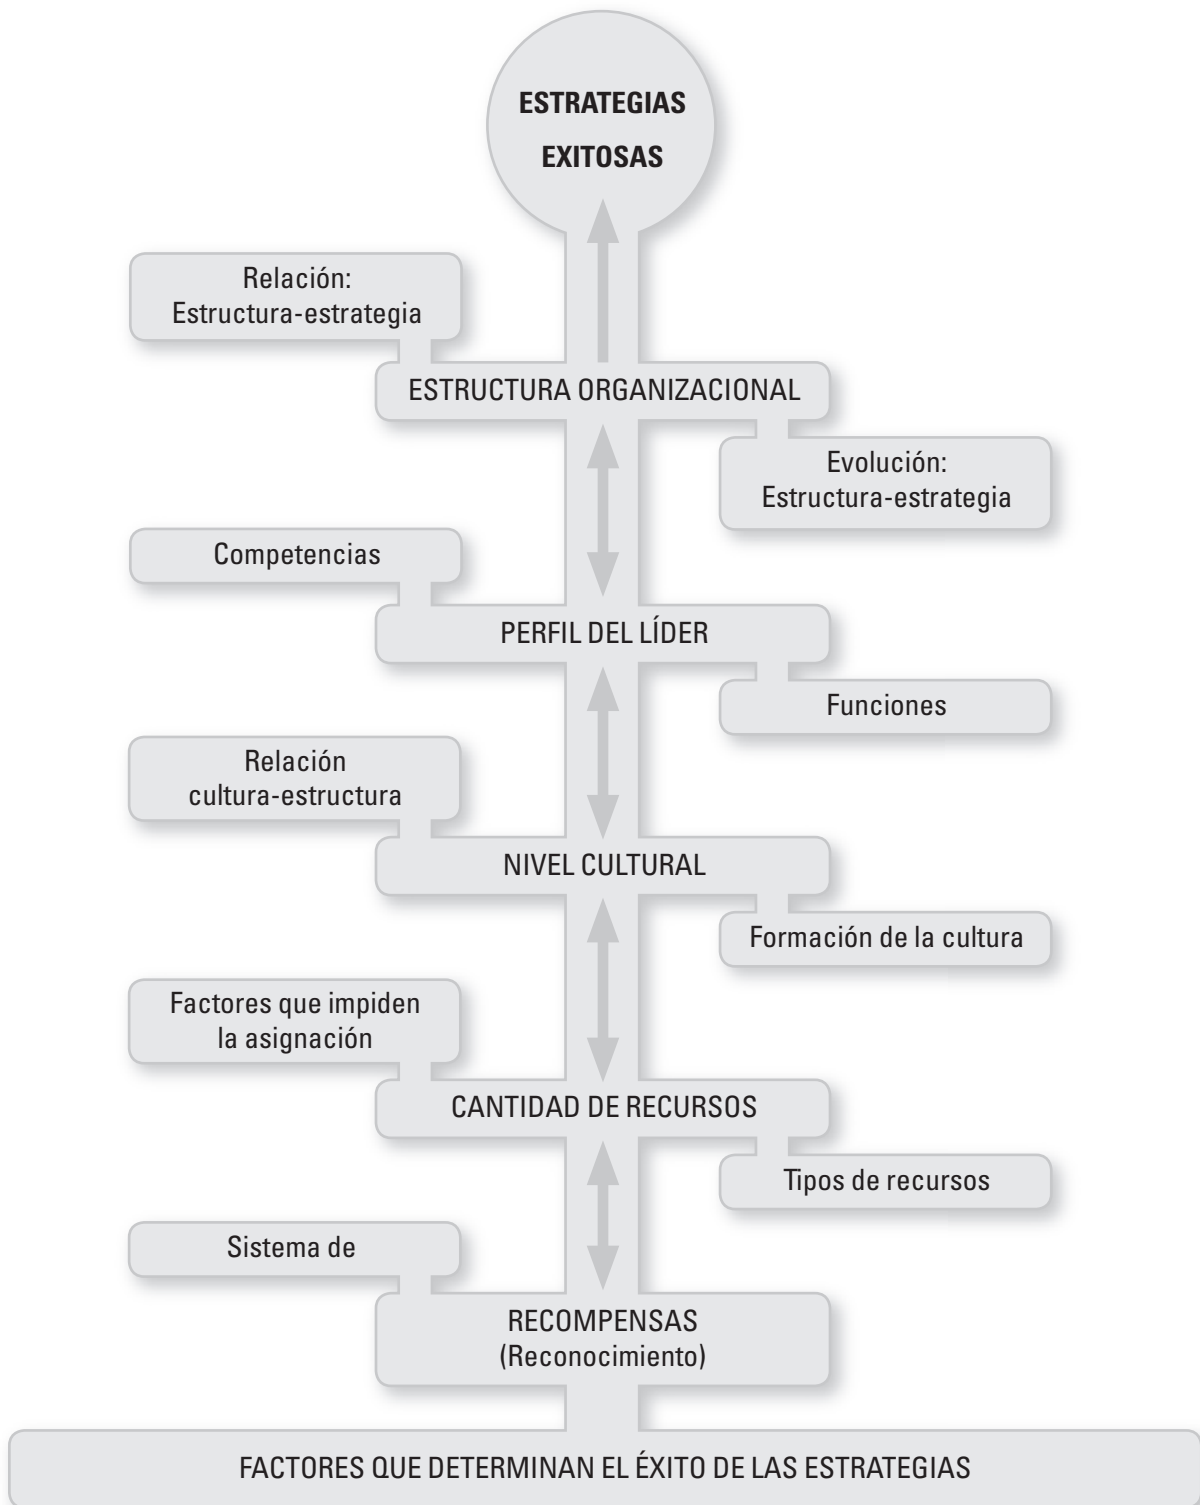 ESTRATEGIAS
EXITOSAS
Relación:
Estructura-estrategia
ESTRUCTURA ORGANIZACIONAL
Evolución:
Estructura-estrategia
Competencias
PERFIL DEL LÍDER
Funciones
Relación
cultura-estructura
NIVEL CULTURAL
Formación de la cultura
Factores que impiden
la asignación
CANTIDAD DE RECURSOS
Tipos de recursos
Sistema de
RECOMPENSAS
(Reconocimiento)
FACTORES QUE DETERMINAN EL ÉXITO DE LAS ESTRATEGIAS